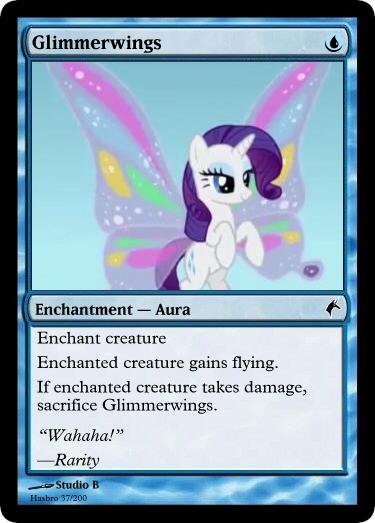 Glimmerwings
Enchantment — Aura
Enchant creature
Enchanted creature gains flying.
If enchanted creature takes damage,
sacrifice Glimmerwings.
“Wahaha!”
—Rarity
Studio B
Hasbro 37/200